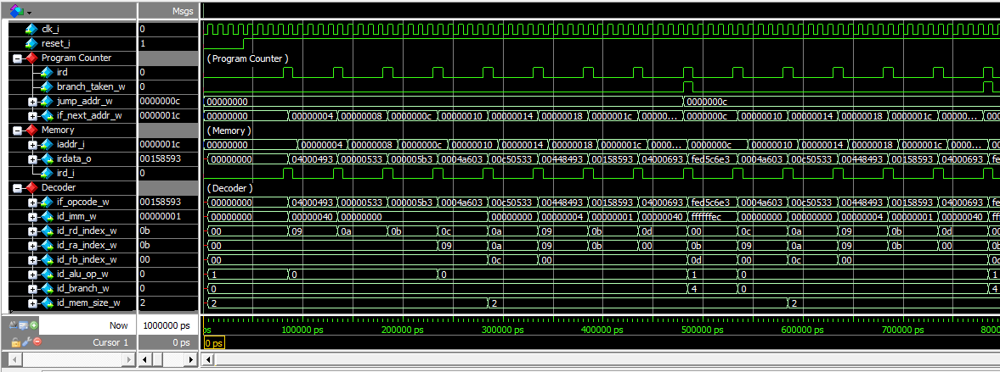 Msgs
clk_i 0
reset_i 1
Program Counter (Program Counter)
ird 0
branch_taken_w 0
jump_addr_w 0000000c 00000000 0000000c
if_next_addr_w 0000001c 00000000 00000004 00000008 0000000c 00000010 00000014 00000018 0000001c 00000... 0000000c 00000010 00000014 00000018 0000001c 00000... 0000
Memory (Memory)
iaddr_i 0000001c 00000000 00000004 00000008 0000000c 00000010 00000014 00000018 0000001c 0000... 0000000c 00000010 00000014 00000018 0000001c 0000... 000
irdata_o 00158593 00000000 04000493 00000533 000005b3 0004a603 00c50533 00448493 00158593 04000693 fed5c6e3 0004a603 00c50533 00448493 00158593 04000693 fe
ird_i 0
Decoder (Decoder)
if_opcode_w 00158593 00000000 04000493 00000533 000005b3 0004a603 00c50533 00448493 00158593 04000693 fed5c6e3 0004a603 00c50533 00448493 00158593 04000693 fe
id_imm_w 00000001 00000000 00000040 00000000 00000000 00000004 00000001 00000040 ffffffec 00000000 00000000 00000004 00000001 00000040 fff
id_rd_index_w 0b 00 09 0a 0b 0c 0a 09 0b 0d 00 0c 0a 09 0b 0d 00
id_ra_index_w 0b 00 09 0a 09 0b 00 0b 09 0a 09 0b 00 0b
id_rb_index_w 00 00 0c 00 0d 00 0c 00 0d
id_alu_op_w 0 1 0 0 1 0 1
id_branch_w 0 0 4 0 4
id_mem_size_w 2 2 2 2
Now 1000000 ps ps 100000 ps 200000 ps 300000 ps 400000 ps 500000 ps 600000 ps 700000 ps 8000
Cursor 1 0 ps 0 ps